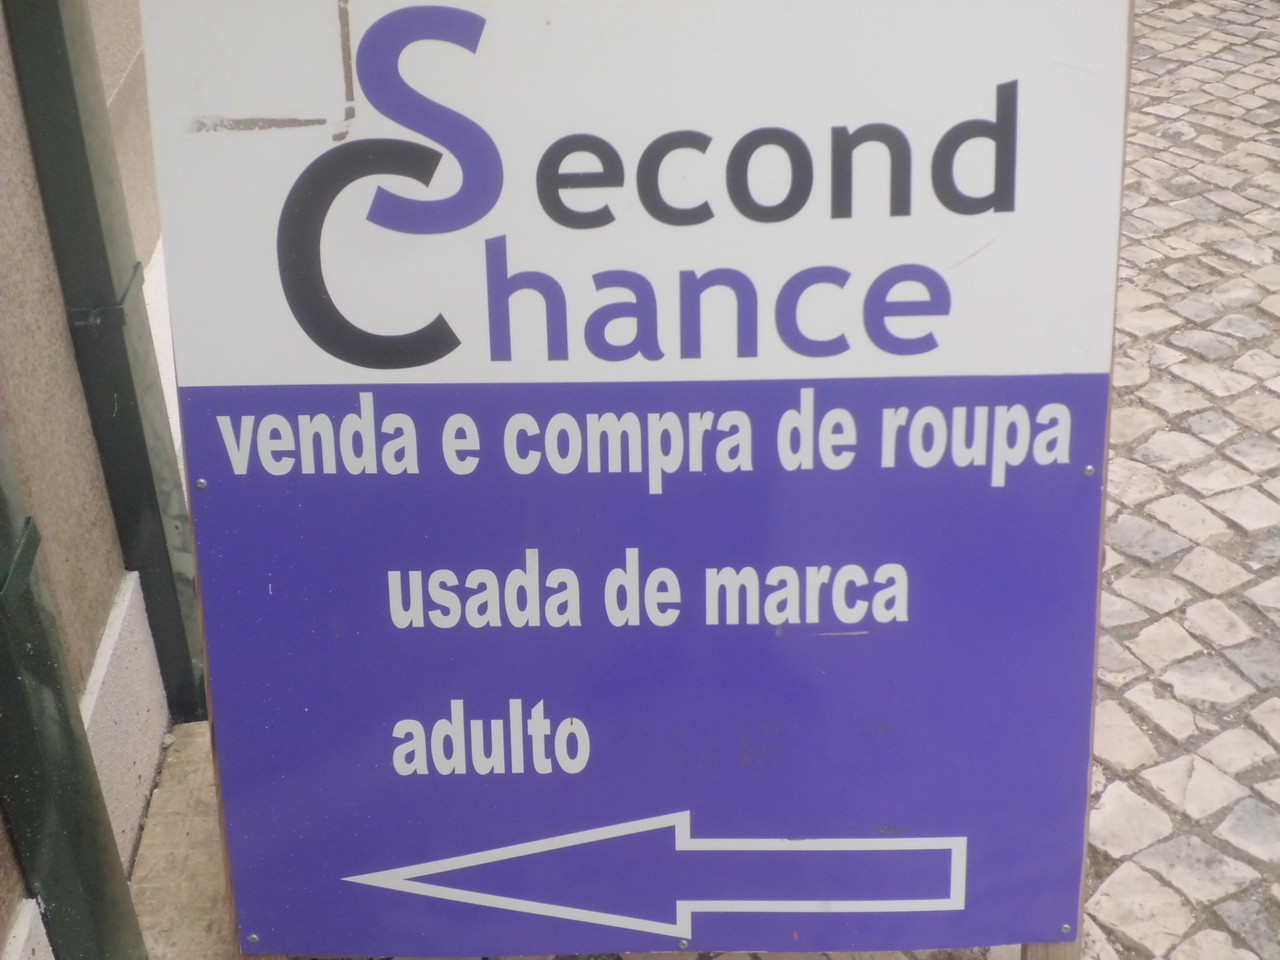 Second
Chance
venda e compra de roupa
usada de marca
adulto